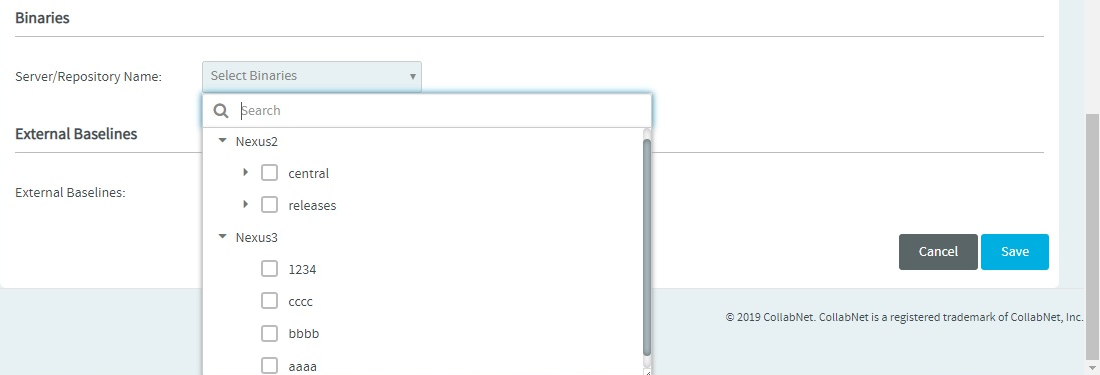 Binaries
Server/Repository Name:
Select Binaries
Search
External Baselines
Nexus2
central
releases
External Baselines:
Nexus3
1234
cccc
bbbb
aaaa
Cancel
Save
© 2019 CollabNet. CollabNet is a registered trademark of CollabNet, Inc.